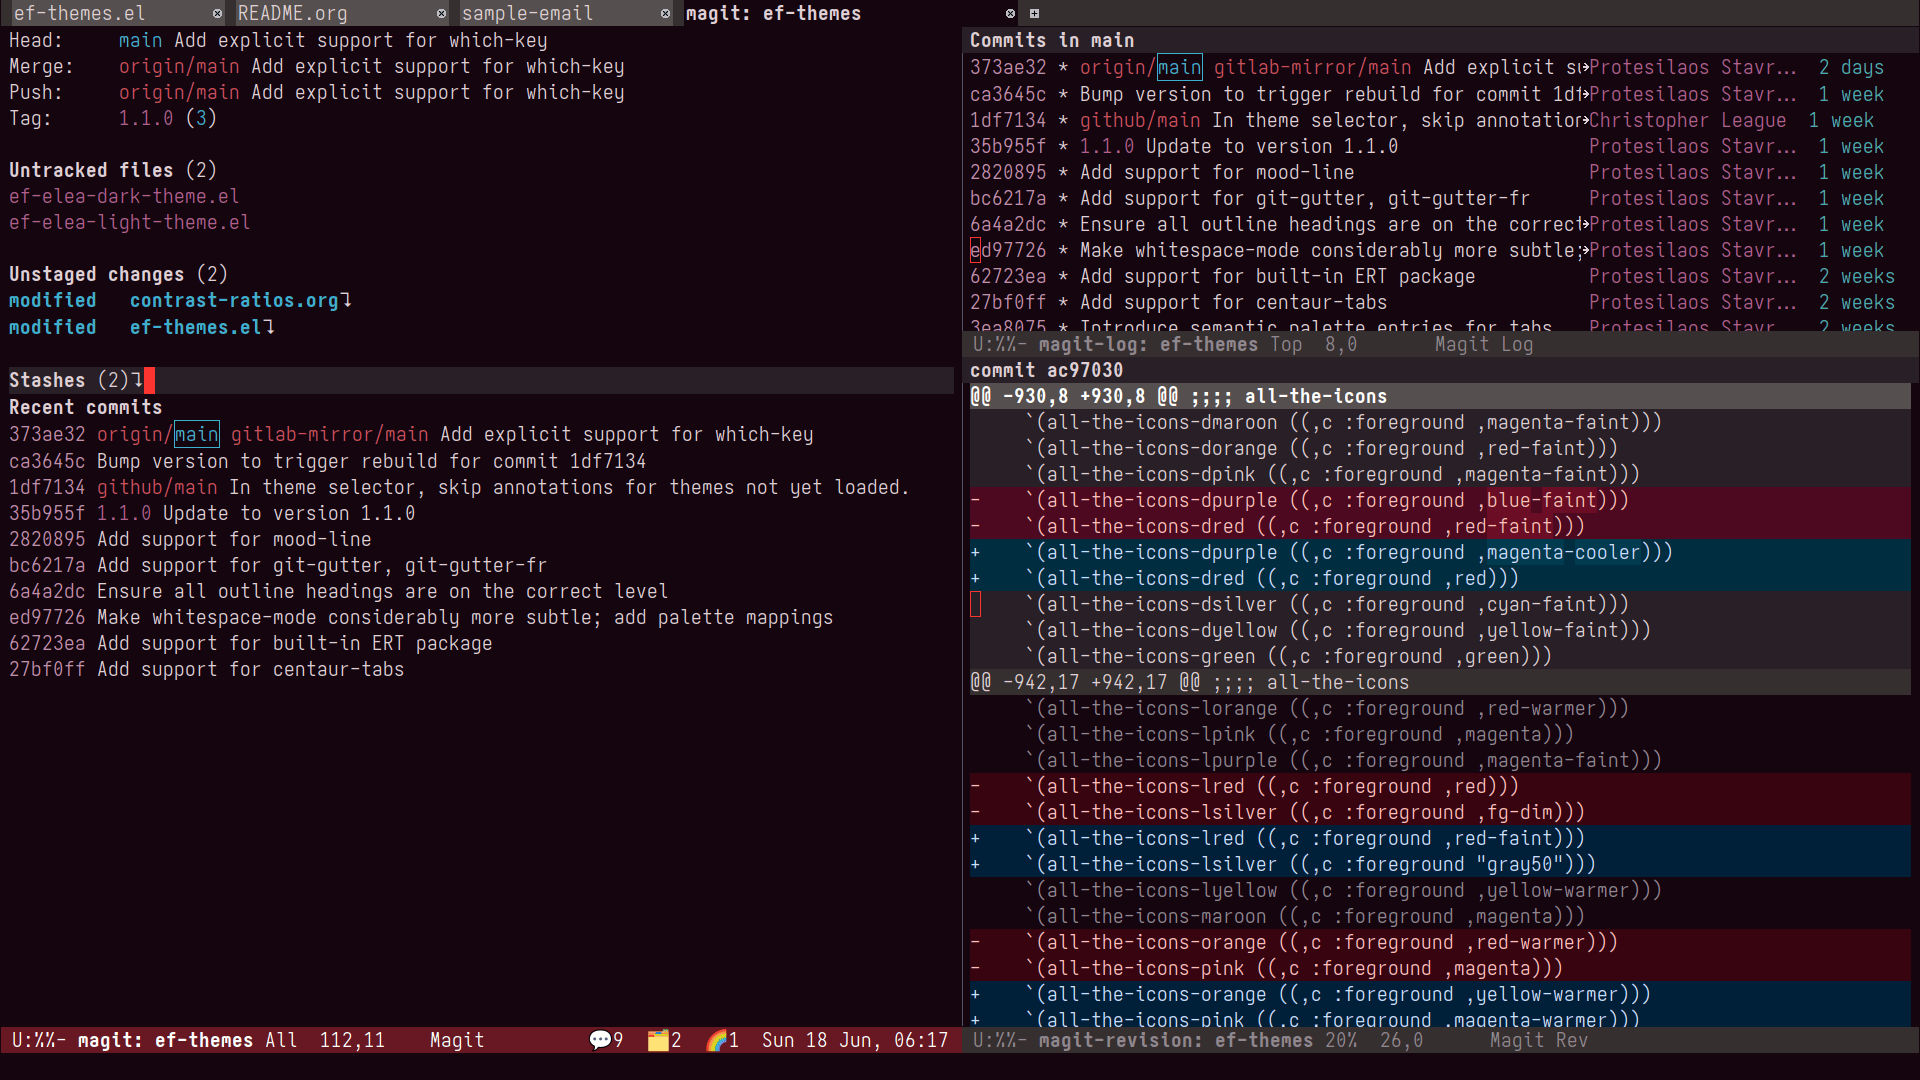 ef-themes.el README.org sample-email magit: ef-themes
Head:     main Add explicit support for which-key
Merge:    origin/main Add explicit support for which-key
Push:     origin/main Add explicit support for which-key
Tag:      1.1.0 (3)
Untracked files (2)
ef-elea-dark-theme.el
ef-elea-light-theme.el
Unstaged changes (2)
modified   contrast-ratios.org
modified   ef-themes.el
Stashes (2)
Recent commits
373ae32 origin/main gitlab-mirror/main Add explicit support for which-key
ca3645c Bump version to trigger rebuild for commit 1df7134
1df7134 github/main In theme selector, skip annotations for themes not yet loaded.
35b955f 1.1.0 Update to version 1.1.0
2820895 Add support for mood-line
bc6217a Add support for git-gutter, git-gutter-fr
6a4a2dc Ensure all outline headings are on the correct level
ed97726 Make whitespace-mode considerably more subtle; add palette mappings
62723ea Add support for built-in ERT package
27bf0ff Add support for centaur-tabs
U:%%- magit: ef-themes All  112,11    Magit    💬9  🗂️2  🌈1  Sun 18 Jun, 06:17
Commits in main
373ae32 * origin/main gitlab-mirror/main Add explicit su→Protesilaos Stavr...  2 days
ca3645c * Bump version to trigger rebuild for commit 1df→Protesilaos Stavr...  1 week
1df7134 * github/main In theme selector, skip annotation→Christopher League  1 week
35b955f * 1.1.0 Update to version 1.1.0 Protesilaos Stavr...  1 week
2820895 * Add support for mood-line Protesilaos Stavr...  1 week
bc6217a * Add support for git-gutter, git-gutter-fr Protesilaos Stavr...  1 week
6a4a2dc * Ensure all outline headings are on the correct→Protesilaos Stavr...  1 week
ed97726 * Make whitespace-mode considerably more subtle;→Protesilaos Stavr...  1 week
62723ea * Add support for built-in ERT package Protesilaos Stavr...  2 weeks
27bf0ff * Add support for centaur-tabs Protesilaos Stavr...  2 weeks
3ea8075 * Introduce semantic palette entries for tabs Protesilaos Stavr...  2 weeks
U:%%- magit-log: ef-themes Top  8,0       Magit Log
commit ac97030
@@ -930,8 +930,8 @@ ;;;; all-the-icons
     `(all-the-icons-dmaroon ((,c :foreground ,magenta-faint)))
     `(all-the-icons-dorange ((,c :foreground ,red-faint)))
     `(all-the-icons-dpink ((,c :foreground ,magenta-faint)))
-    `(all-the-icons-dpurple ((,c :foreground ,blue-faint)))
-    `(all-the-icons-dred ((,c :foreground ,red-faint)))
+    `(all-the-icons-dpurple ((,c :foreground ,magenta-cooler)))
+    `(all-the-icons-dred ((,c :foreground ,red)))
     `(all-the-icons-dsilver ((,c :foreground ,cyan-faint)))
     `(all-the-icons-dyellow ((,c :foreground ,yellow-faint)))
     `(all-the-icons-green ((,c :foreground ,green)))
@@ -942,17 +942,17 @@ ;;;; all-the-icons
     `(all-the-icons-lorange ((,c :foreground ,red-warmer)))
     `(all-the-icons-lpink ((,c :foreground ,magenta)))
     `(all-the-icons-lpurple ((,c :foreground ,magenta-faint)))
-    `(all-the-icons-lred ((,c :foreground ,red)))
-    `(all-the-icons-lsilver ((,c :foreground ,fg-dim)))
+    `(all-the-icons-lred ((,c :foreground ,red-faint)))
+    `(all-the-icons-lsilver ((,c :foreground "gray50")))
     `(all-the-icons-lyellow ((,c :foreground ,yellow-warmer)))
     `(all-the-icons-maroon ((,c :foreground ,magenta)))
-    `(all-the-icons-orange ((,c :foreground ,red-warmer)))
-    `(all-the-icons-pink ((,c :foreground ,magenta)))
+    `(all-the-icons-orange ((,c :foreground ,yellow-warmer)))
+    `(all-the-icons-pink ((,c :foreground ,magenta-warmer)))
U:%%- magit-revision: ef-themes 20%  26,0      Magit Rev